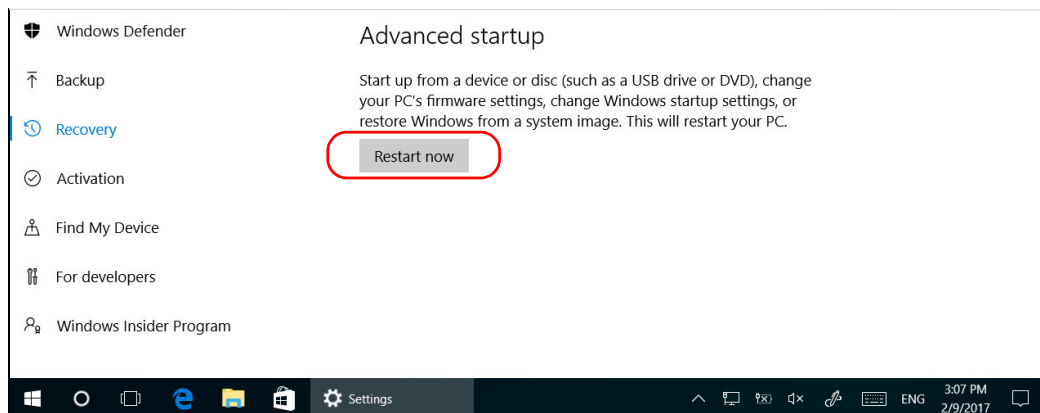 Windows Defender
Backup
Recovery
Activation
Find My Device
For developers
Windows Insider Program
Advanced startup
Start up from a device or disc (such as a USB drive or DVD), change
your PC's firmware settings, change Windows startup settings, or
restore Windows from a system image. This will restart your PC.
Restart now
Settings
ENG
3:07 PM
2/9/2017